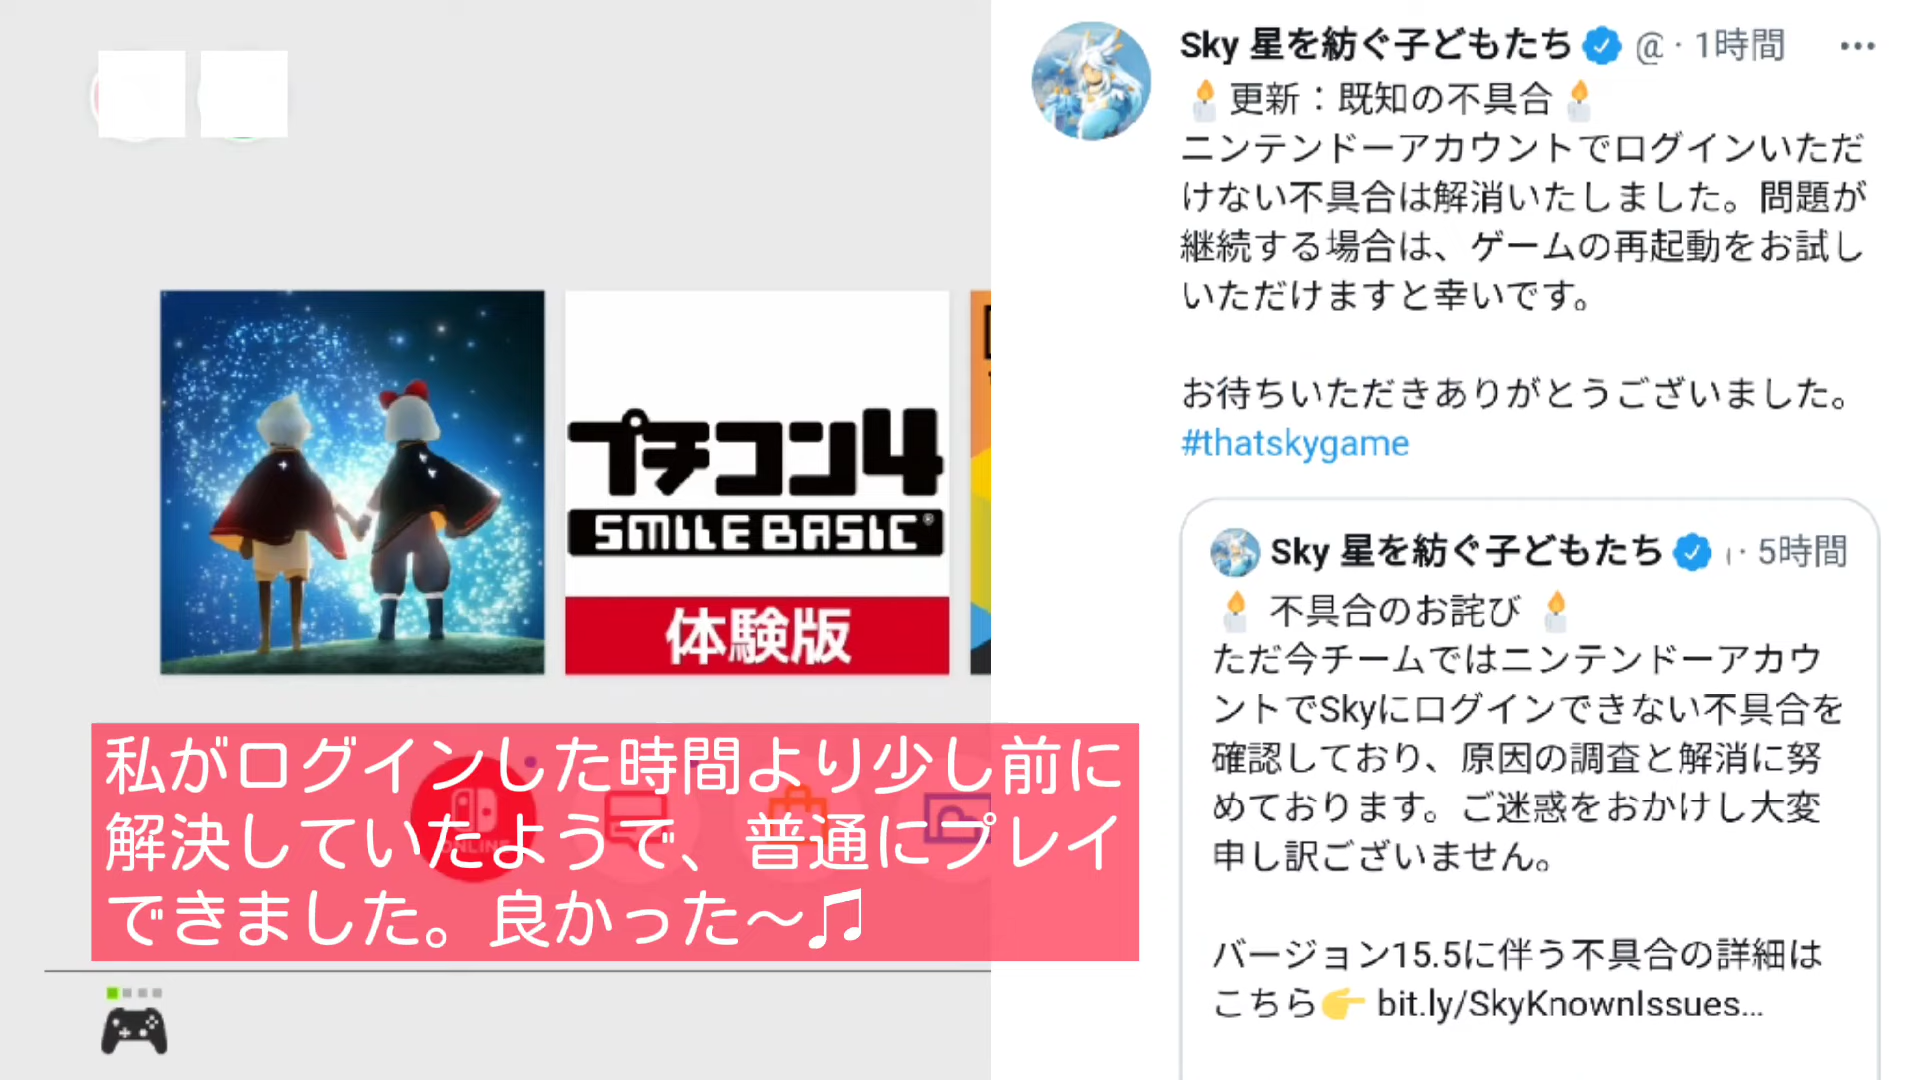 プチコン4
SMILE BASIC®
体験版
私がログインした時間より少し前に
解決していたようで、普通にプレイ
できました。良かった～♫
ONLINE
Sky 星を紡ぐ子どもたち @ · 1時間
更新：既知の不具合
ニンテンドーアカウントでログインいただ
けない不具合は解消いたしました。問題が
継続する場合は、ゲームの再起動をお試し
いただけますと幸いです。
お待ちいただきありがとうございました。
#thatskygame
Sky 星を紡ぐ子どもたち · 5時間
不具合のお詫び
ただ今チームではニンテンドーアカウ
ントでSkyにログインできない不具合を
確認しており、原因の調査と解消に努
めております。ご迷惑をおかけし大変
申し訳ございません。
バージョン15.5に伴う不具合の詳細は
こちら👉 bit.ly/SkyKnownIssues...